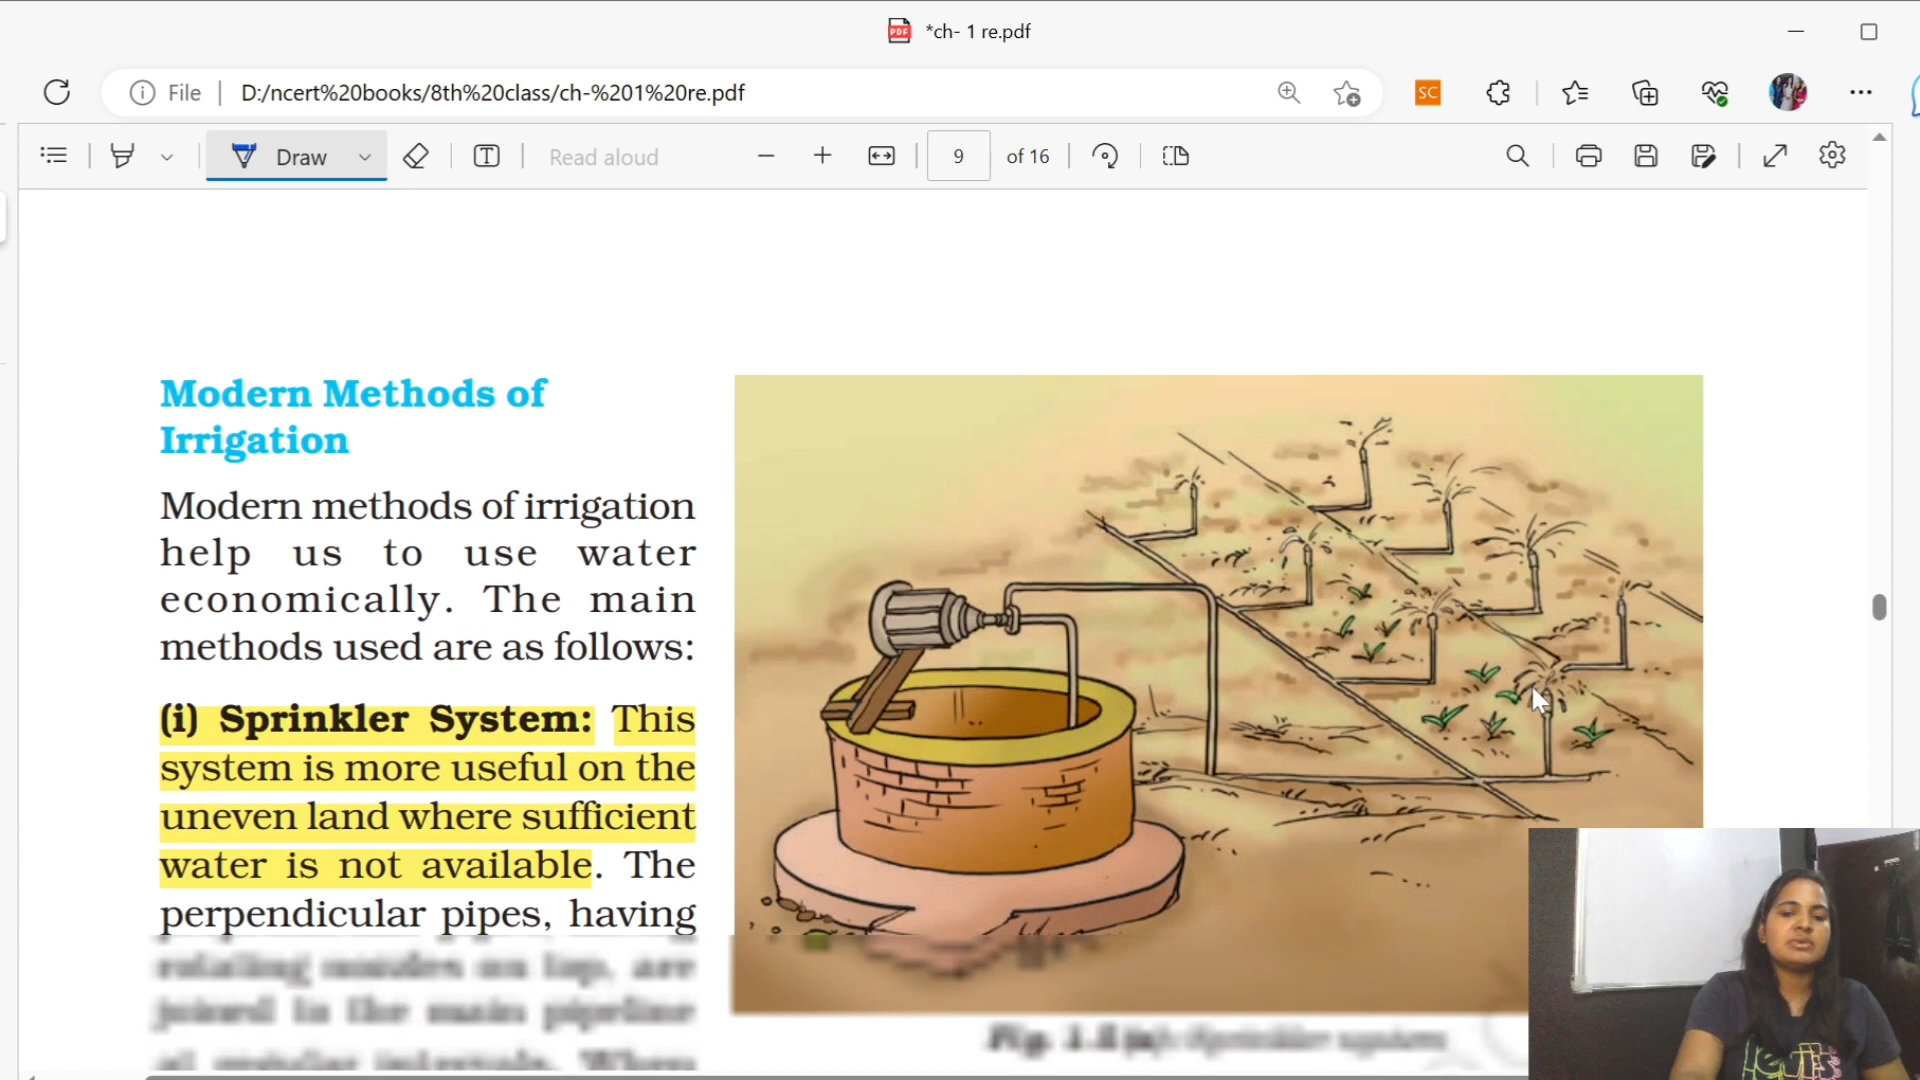 *ch- 1 re.pdf
File
D:/ncert%20books/8th%20class/ch-%201%20re.pdf
SC
Draw
Read aloud
9
of 16
Modern Methods of
Irrigation
Modern methods of irrigation
help us to use water
economically. The main
methods used are as follows:
(i) Sprinkler System: This
system is more useful on the
uneven land where sufficient
water is not available. The
perpendicular pipes, having